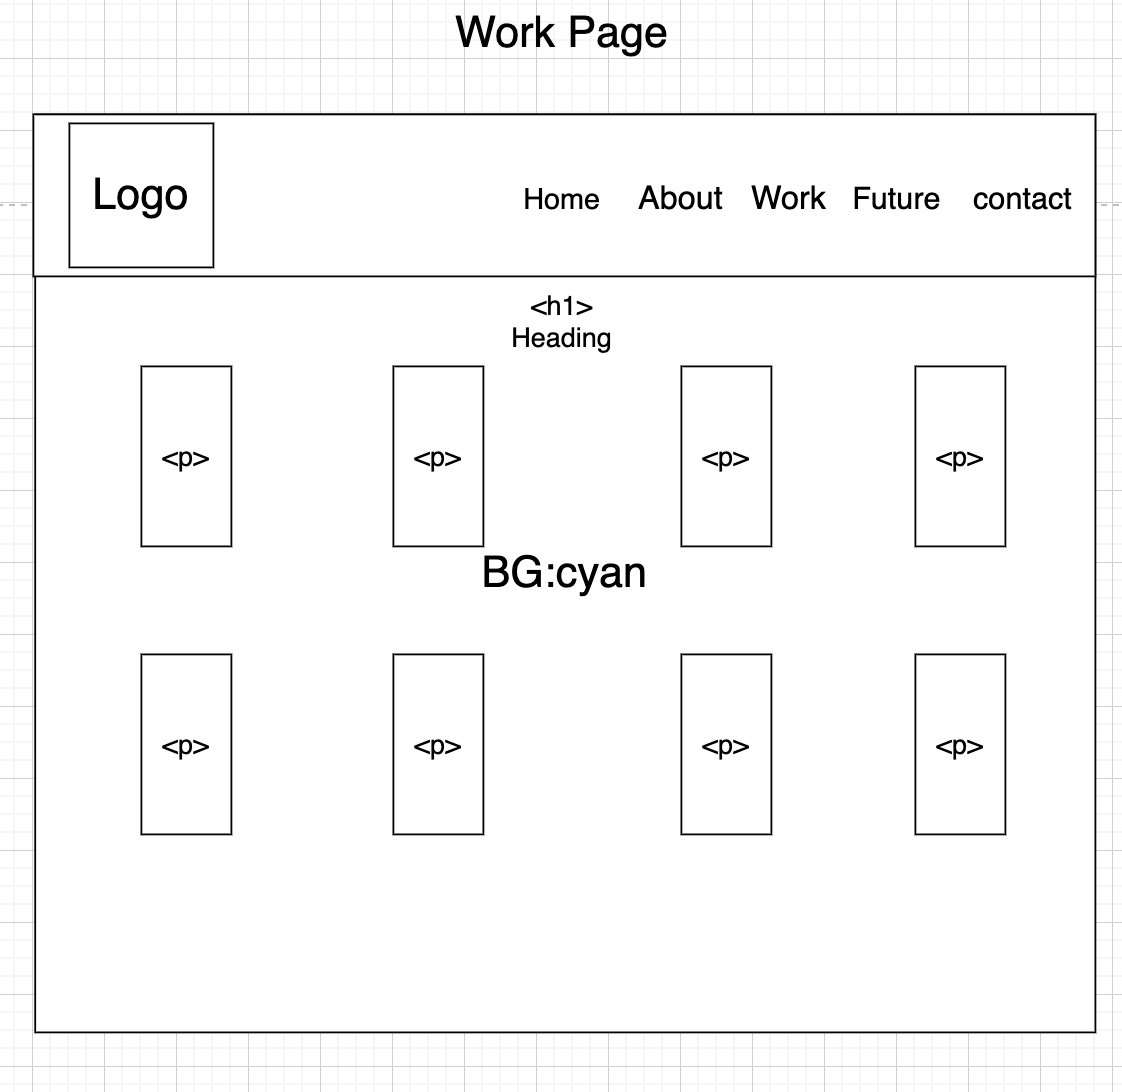 Work Page
Logo
Home About Work Future contact
<h1>
Heading
<p> <p> <p> <p>
BG:cyan
<p> <p> <p> <p>